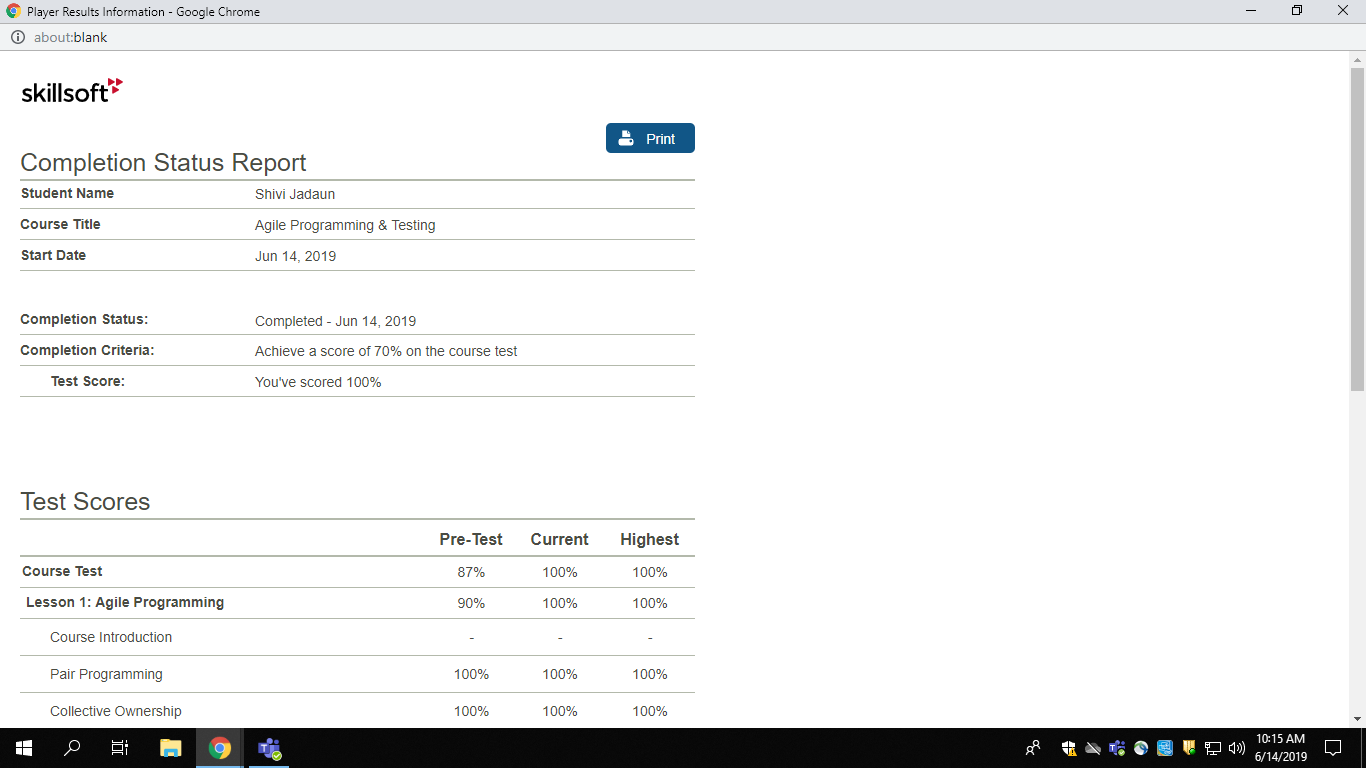 Player Results Information - Google Chrome
about:blank
skillsoft
Print
Completion Status Report
Student Name Shivi Jadaun
Course Title Agile Programming & Testing
Start Date Jun 14, 2019
Completion Status: Completed - Jun 14, 2019
Completion Criteria: Achieve a score of 70% on the course test
Test Score: You've scored 100%
Test Scores
Pre-Test Current Highest
Course Test 87% 100% 100%
Lesson 1: Agile Programming 90% 100% 100%
Course Introduction - - -
Pair Programming 100% 100% 100%
Collective Ownership 100% 100% 100%
10:15 AM
6/14/2019